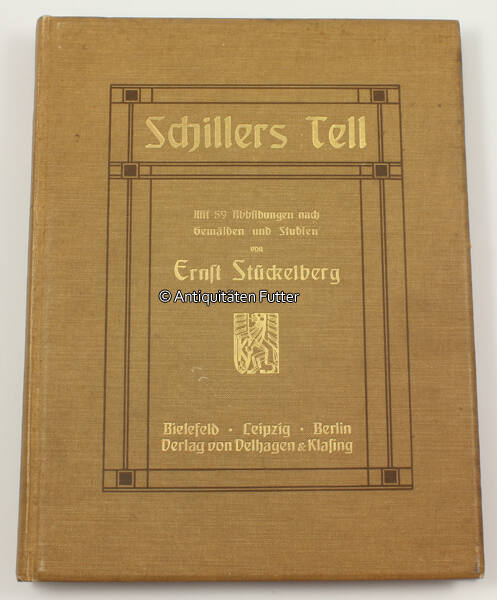 Schillers Tell
Mit 59 Abbildungen nach
Gemälden und Studien
von
Ernst Stückelberg
© Antiquitäten Futter
Bielefeld · Leipzig · Berlin
Verlag von Velhagen & Klasing